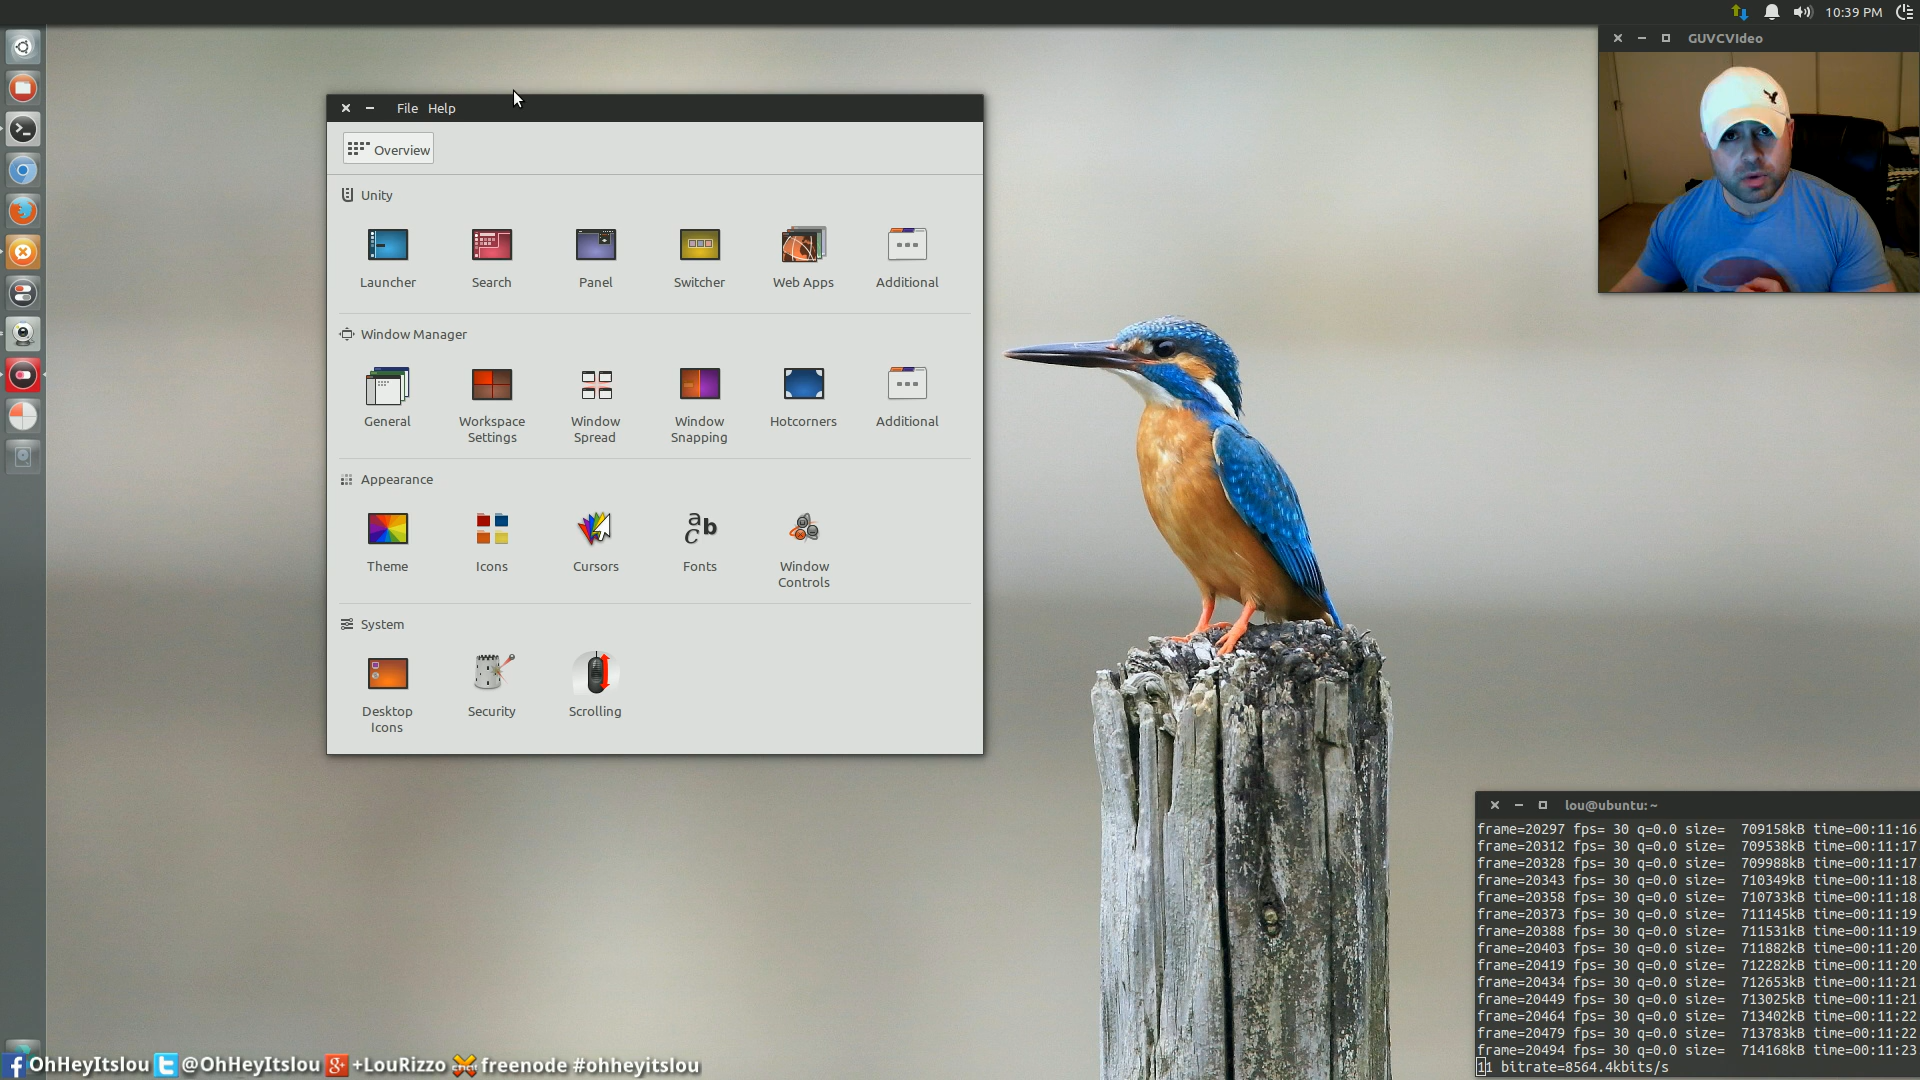 10:39 PM
GUVCVIdeo
File Help
Overview
Unity
Launcher Search Panel Switcher Web Apps Additional
Window Manager
General Workspace Settings Window Spread Window Snapping Hotcorners Additional
Appearance
Theme Icons Cursors Fonts Window Controls
a b c
System
Desktop Icons Security Scrolling
lou@ubuntu: ~
frame=20297 fps= 30 q=0.0 size=  709158kB time=00:11:16
frame=20312 fps= 30 q=0.0 size=  709538kB time=00:11:17
frame=20328 fps= 30 q=0.0 size=  709988kB time=00:11:17
frame=20343 fps= 30 q=0.0 size=  710349kB time=00:11:18
frame=20358 fps= 30 q=0.0 size=  710733kB time=00:11:18
frame=20373 fps= 30 q=0.0 size=  711145kB time=00:11:19
frame=20388 fps= 30 q=0.0 size=  711531kB time=00:11:19
frame=20403 fps= 30 q=0.0 size=  711882kB time=00:11:20
frame=20419 fps= 30 q=0.0 size=  712282kB time=00:11:20
frame=20434 fps= 30 q=0.0 size=  712653kB time=00:11:21
frame=20449 fps= 30 q=0.0 size=  713025kB time=00:11:21
frame=20464 fps= 30 q=0.0 size=  713402kB time=00:11:22
frame=20479 fps= 30 q=0.0 size=  713783kB time=00:11:22
frame=20494 fps= 30 q=0.0 size=  714168kB time=00:11:23
11 bitrate=8564.4kbits/s
OhHeyItslou @OhHeyItslou +LouRizzo freenode #ohheyitslou